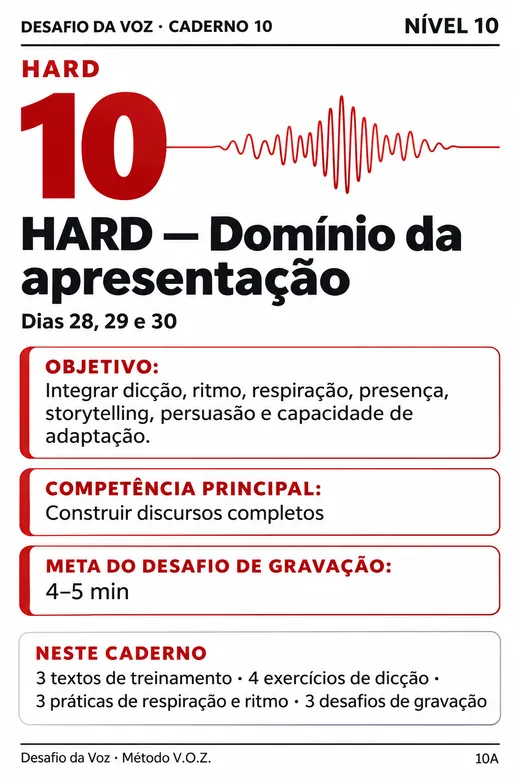 DESAFIO DA VOZ · CADERNO 10
NÍVEL 10
HARD
10
HARD — Domínio da
apresentação
Dias 28, 29 e 30
OBJETIVO:
Integrar dicção, ritmo, respiração, presença,
storytelling, persuasão e capacidade de
adaptação.
COMPETÊNCIA PRINCIPAL:
Construir discursos completos
META DO DESAFIO DE GRAVAÇÃO:
4–5 min
NESTE CADERNO
3 textos de treinamento · 4 exercícios de dicção ·
3 práticas de respiração e ritmo · 3 desafios de gravação
Desafio da Voz · Método V.O.Z.
10A